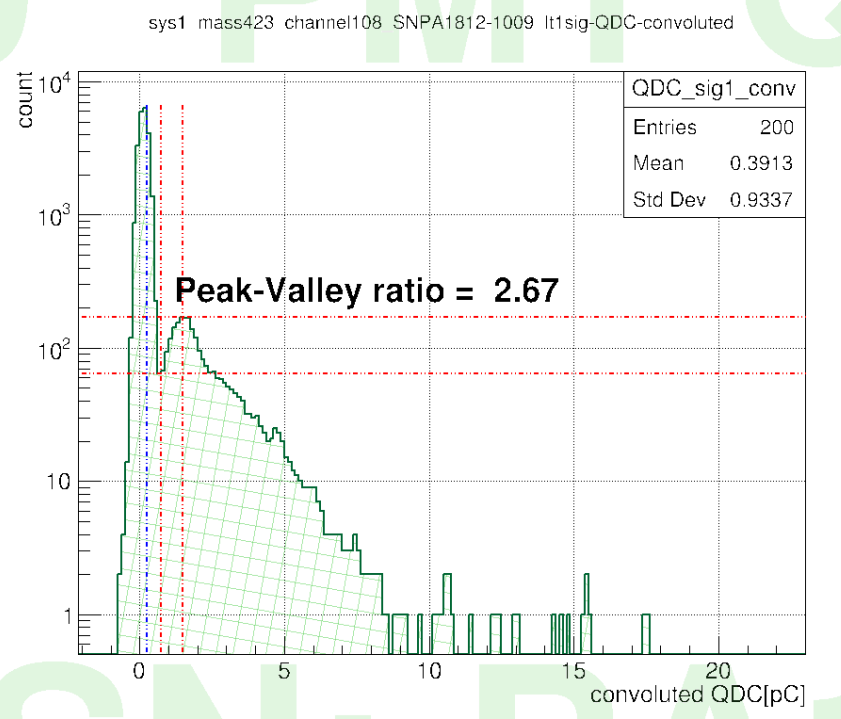 sys1 mass423 channel108 SNPA1812-1009 lt1sig-QDC-convoluted
count
QDC_sig1_conv
Entries 200
Mean 0.3913
Std Dev 0.9337
Peak-Valley ratio = 2.67
10^4
10^3
10^2
10
1
0 5 10 15 20
convoluted QDC[pC]